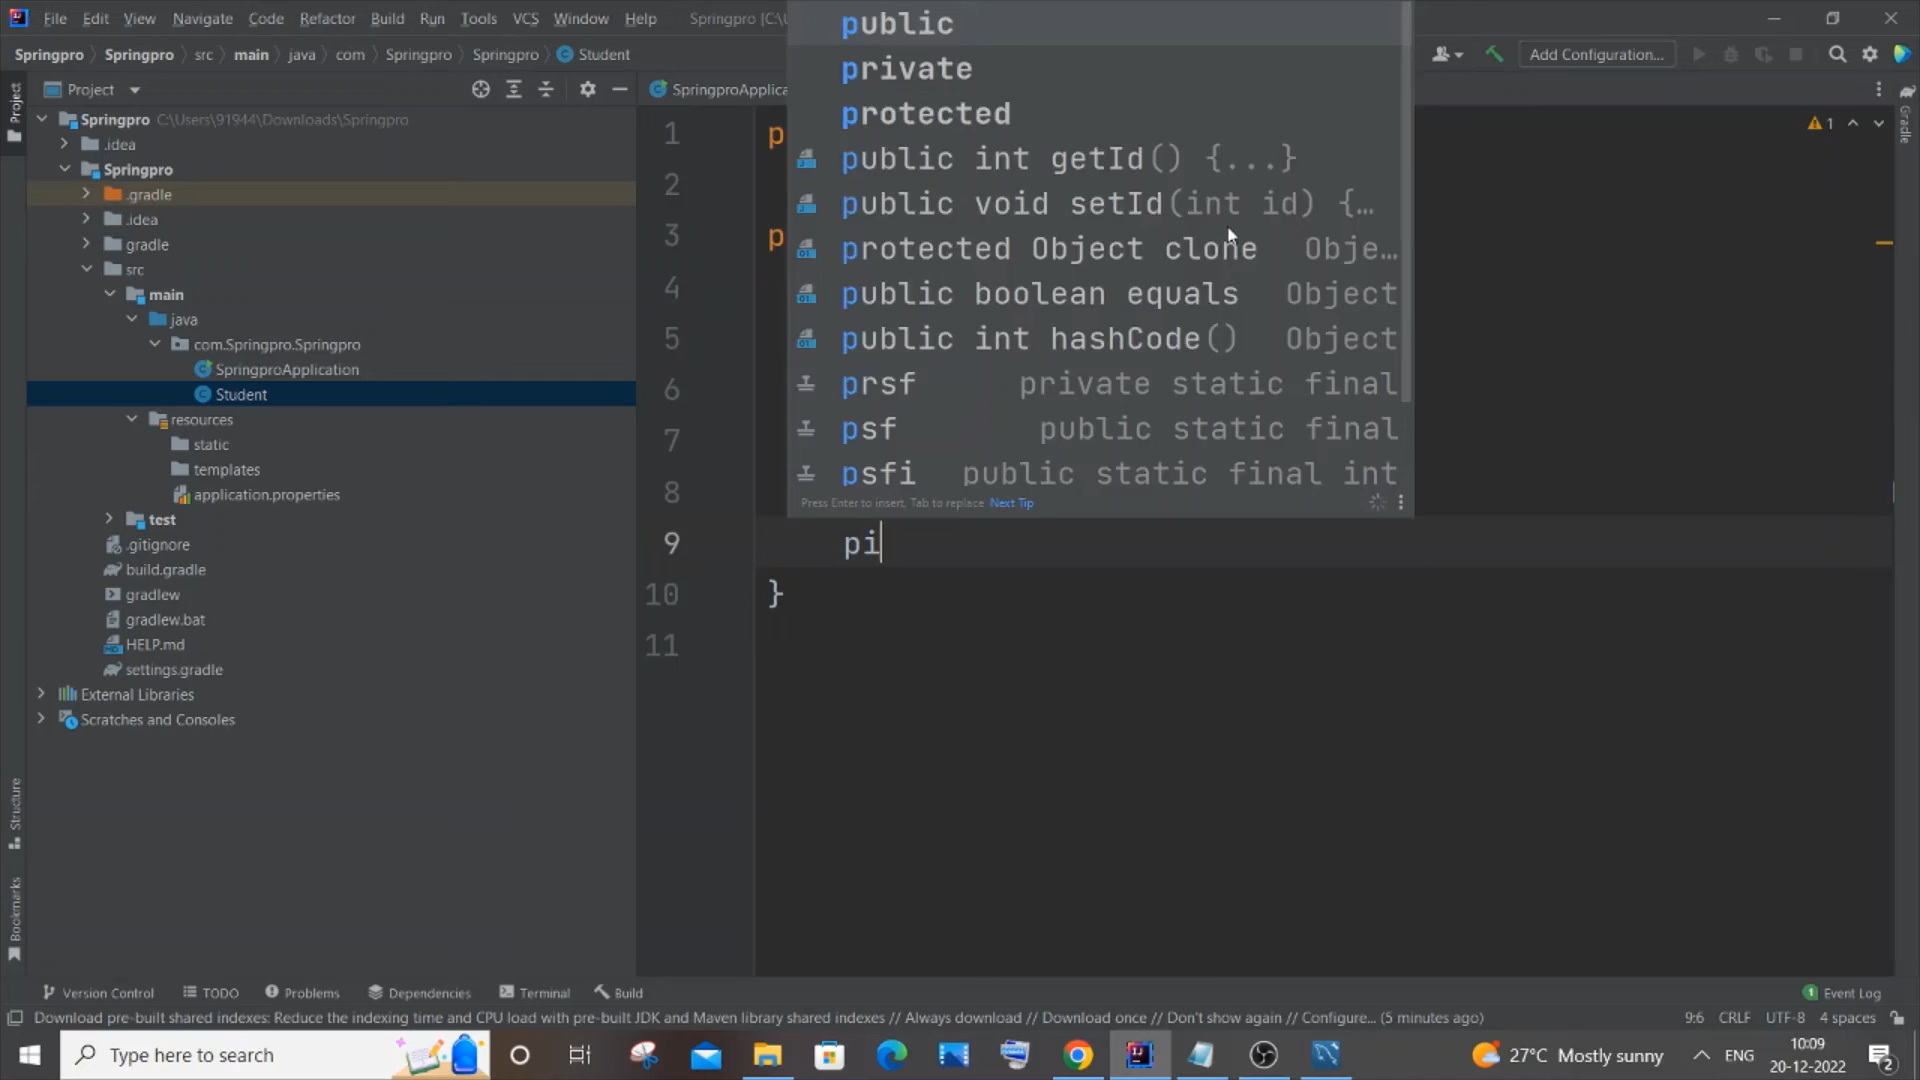 File Edit View Navigate Code Refactor Build Run Tools VCS Window Help Springpro [C:\U
Springpro Springpro src main java com Springpro Springpro Student
Add Configuration...
Project
Project
SpringproApplica
1
Gradle
Springpro C:\Users\91944\Downloads\Springpro
.idea
Springpro
.gradle
.idea
gradle
src
main
java
com.Springpro.Springpro
SpringproApplication
Student
resources
static
templates
application.properties
test
.gitignore
build.gradle
gradlew
gradlew.bat
HELP.md
settings.gradle
External Libraries
Scratches and Consoles
Structure
Bookmarks
1 p
2
3 p
4
5
6
7
8
9 pi
10 }
11
public
private
protected
public int getId() {...}
public void setId(int id) {…
protected Object clone Obje…
public boolean equals Object
public int hashCode() Object
prsf private static final
psf public static final
psfi public static final int
Press Enter to insert, Tab to replace Next Tip
Version Control TODO Problems Dependencies Terminal Build 1 Event Log
Download pre-built shared indexes: Reduce the indexing time and CPU load with pre-built JDK and Maven library shared indexes // Always download // Download once // Don't show again // Configure... (5 minutes ago) 9:6 CRLF UTF-8 4 spaces
Type here to search
27°C Mostly sunny
ENG
10:09
20-12-2022
2